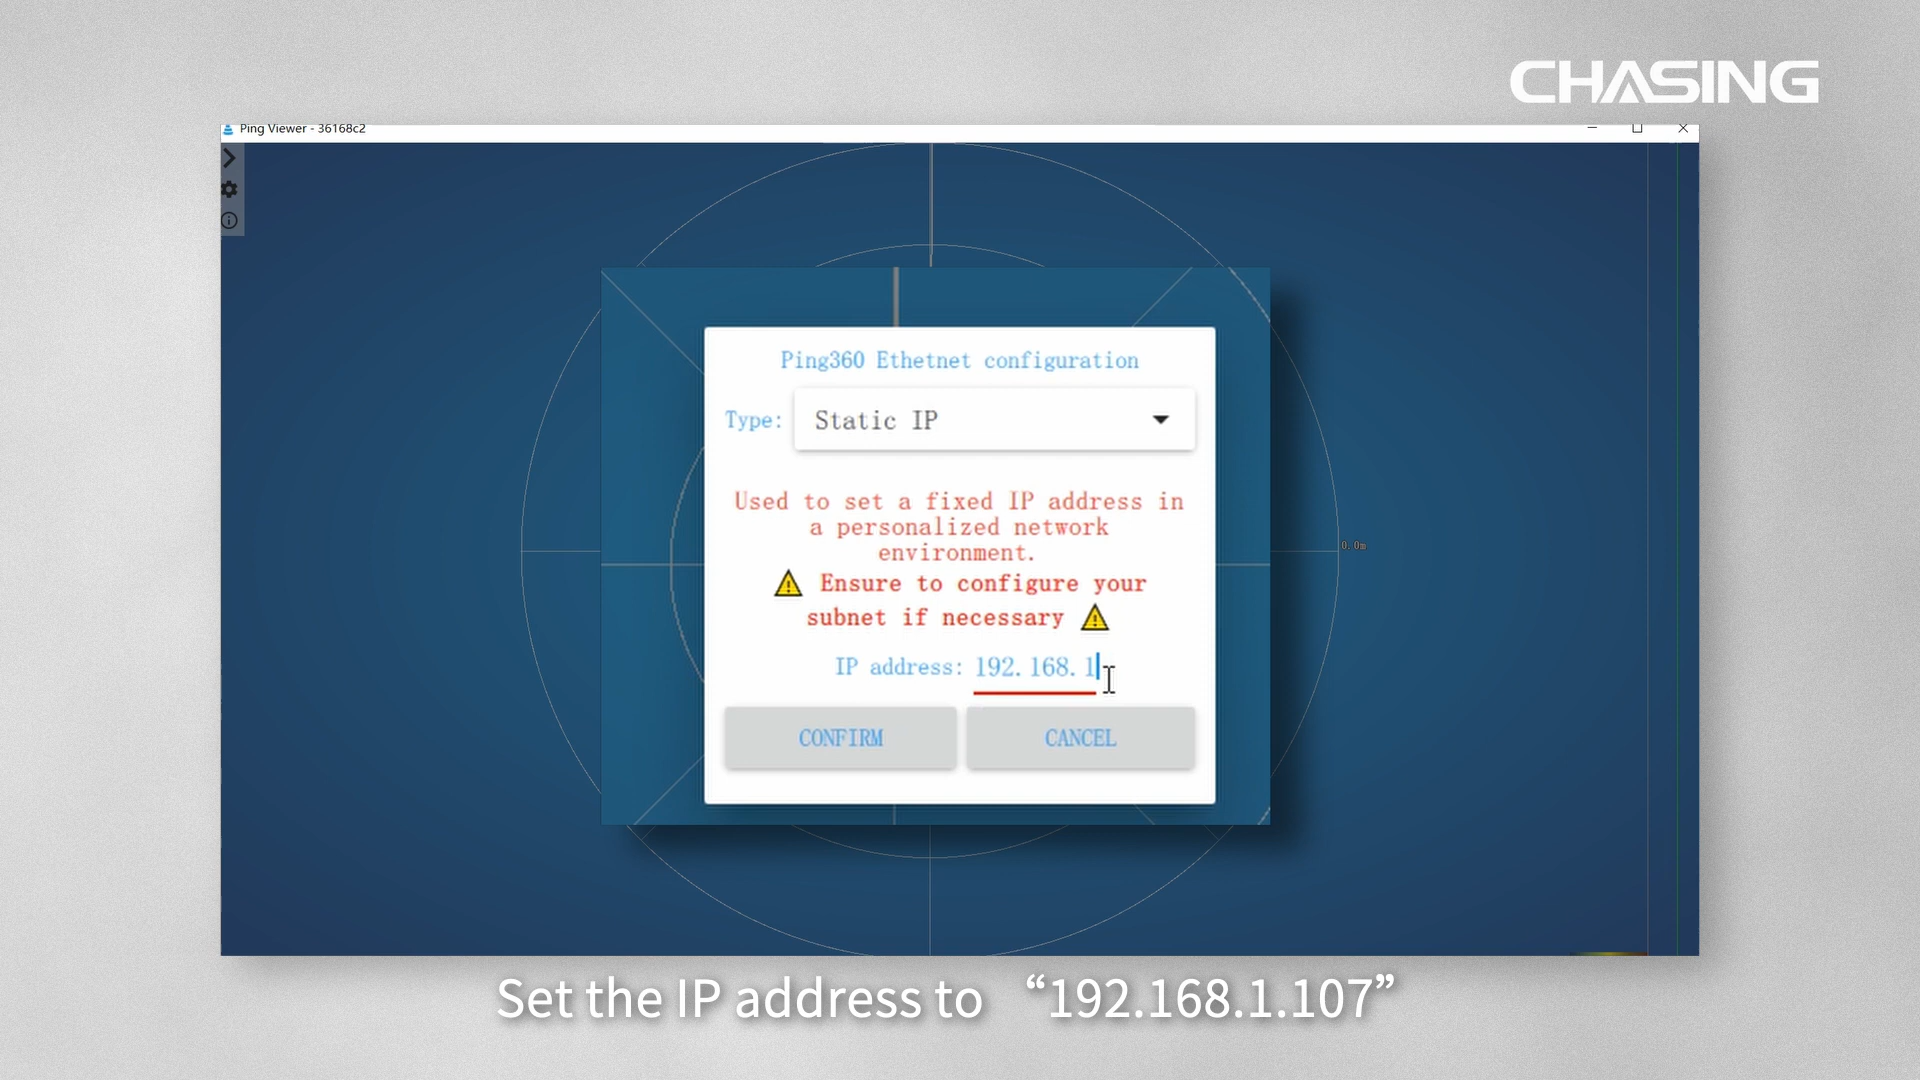 CHASING
Ping Viewer - 36168c2
Ping360 Ethetnet configuration
Type: Static IP
Used to set a fixed IP address in
a personalized network
environment.
Ensure to configure your
subnet if necessary
IP address: 192.168.1
CONFIRM CANCEL
0.0m
Set the IP address to “192.168.1.107”